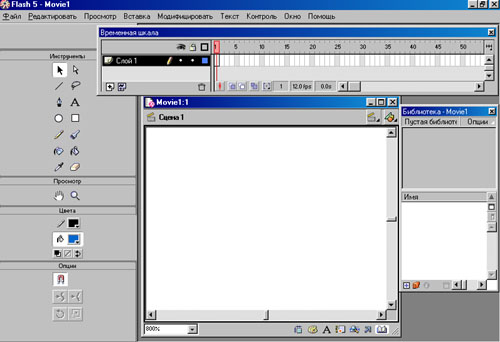 Flash 5 - Movie1
Файл Редактировать Просмотр Вставка Модифицировать Текст Контроль Окно Помощь
Временная шкала
1 5 10 15 20 25 30 35 40 45 50
Слой 1
1 12.0 fps 0.0s
Инструменты
Просмотр
Цвета
Опции
Movie1:1
Сцена 1
800%
Библиотека - Movie1
Пустая библиот Опции
Имя